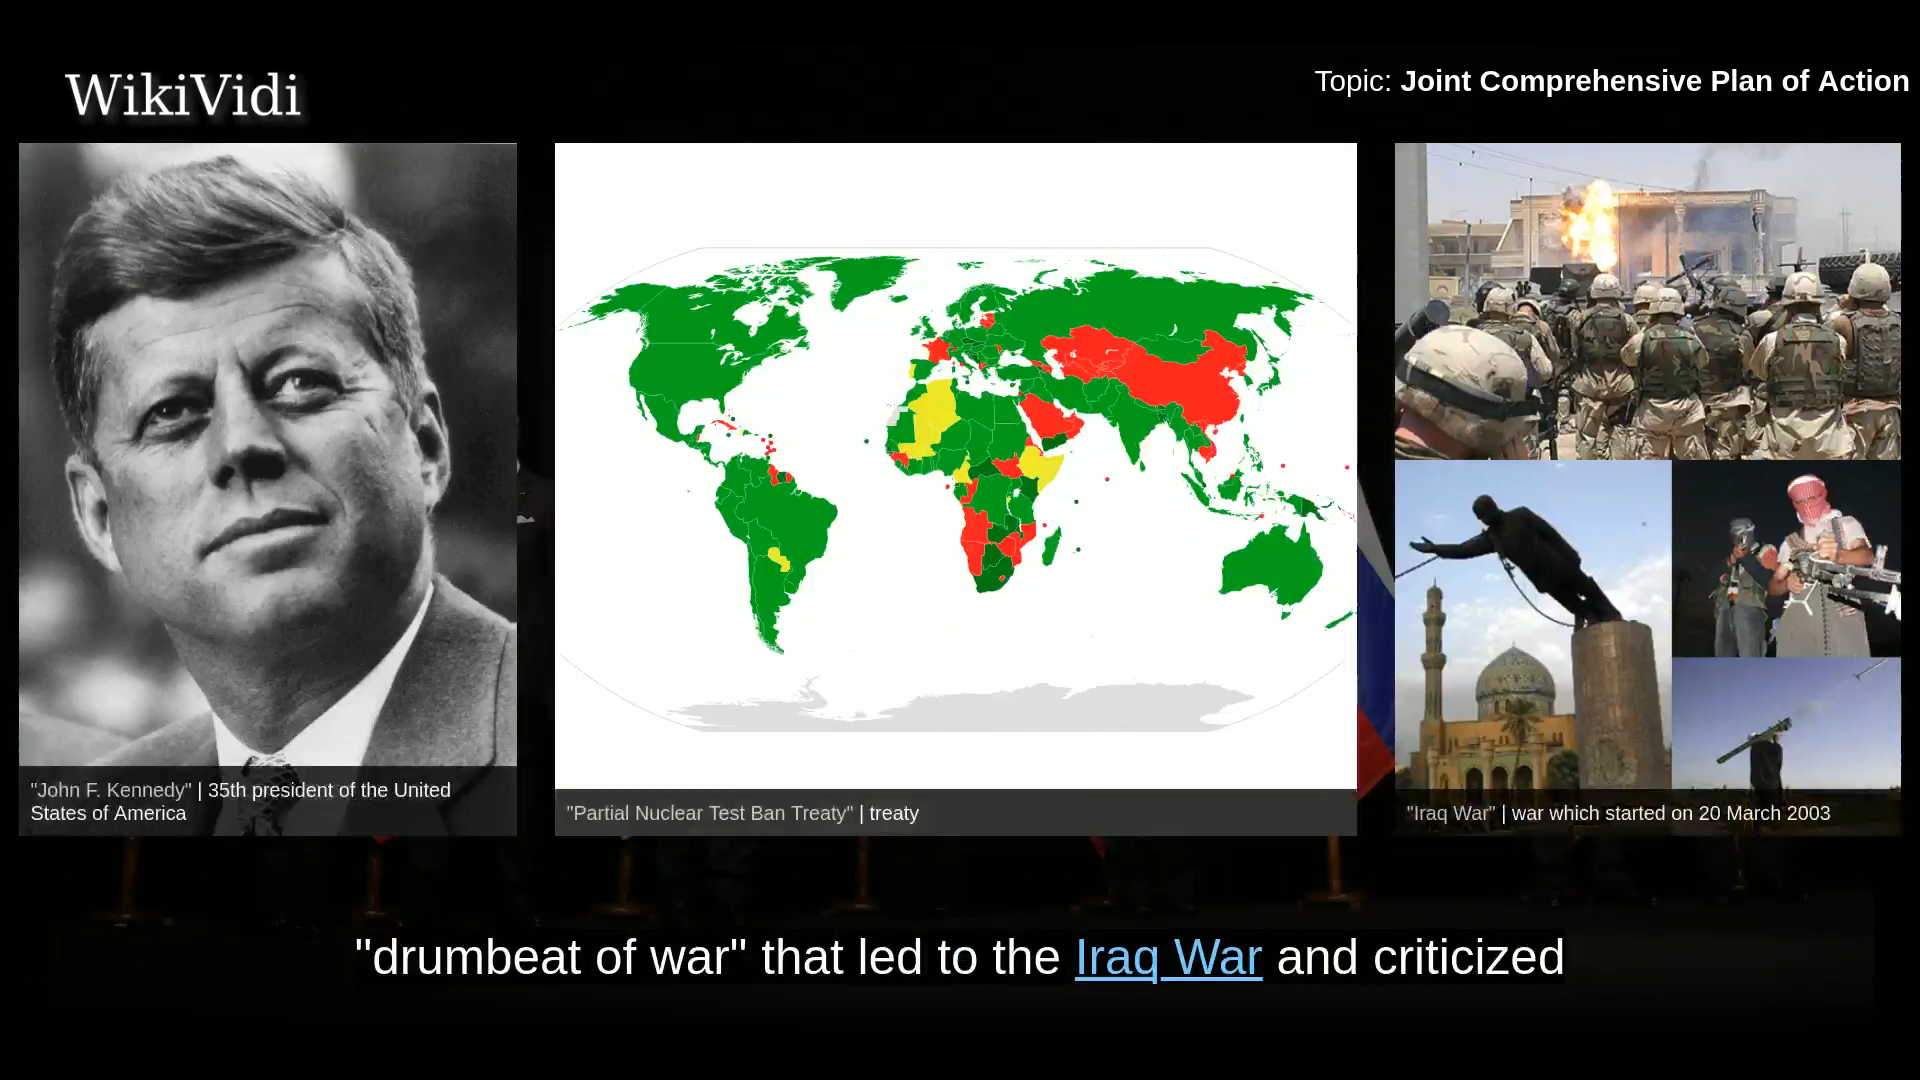 WikiVidi
Topic: Joint Comprehensive Plan of Action
"John F. Kennedy" | 35th president of the United
States of America
"Partial Nuclear Test Ban Treaty" | treaty
"Iraq War" | war which started on 20 March 2003
"drumbeat of war" that led to the Iraq War and criticized